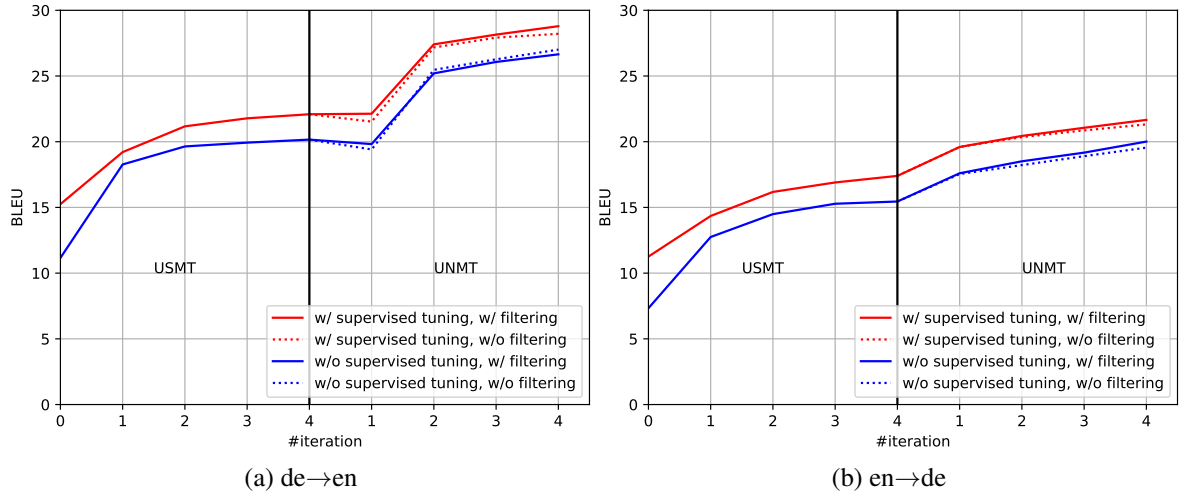 30
25
20
15
10
5
0
BLEU
USMT
UNMT
w/ supervised tuning, w/ filtering
w/ supervised tuning, w/o filtering
w/o supervised tuning, w/ filtering
w/o supervised tuning, w/o filtering
0 1 2 3 4 1 2 3 4
#iteration
(a) de→en
30
25
20
15
10
5
0
BLEU
USMT
UNMT
w/ supervised tuning, w/ filtering
w/ supervised tuning, w/o filtering
w/o supervised tuning, w/ filtering
w/o supervised tuning, w/o filtering
0 1 2 3 4 1 2 3 4
#iteration
(b) en→de